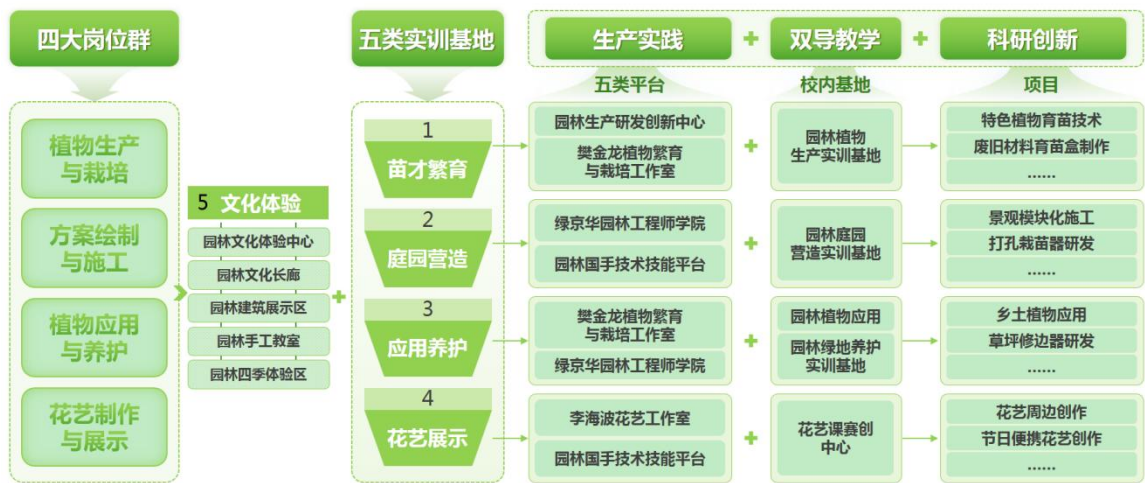 四大岗位群
植物生产
与栽培
方案绘制
与施工
植物应用
与养护
花艺制作
与展示
5 文化体验
园林文化体验中心
园林文化长廊
园林建筑展示区
园林手工教室
园林四季体验区
+
五类实训基地
1
苗才繁育
2
庭园营造
3
应用养护
4
花艺展示
生产实践 + 双导教学 + 科研创新
五类平台
校内基地
项目
园林生产研发创新中心
樊金龙植物繁育
与栽培工作室
+
园林植物
生产实训基地
特色植物育苗技术
废旧材料育苗盒制作
......
绿京华园林工程师学院
园林国手技术技能平台
+
园林庭园
营造实训基地
景观模块化施工
打孔栽苗器研发
......
樊金龙植物繁育
与栽培工作室
绿京华园林工程师学院
+
园林植物应用
园林绿地养护
实训基地
乡土植物应用
草坪修边器研发
......
李海波花艺工作室
园林国手技术技能平台
+
花艺课赛创
中心
花艺周边创作
节日便携花艺创作
......